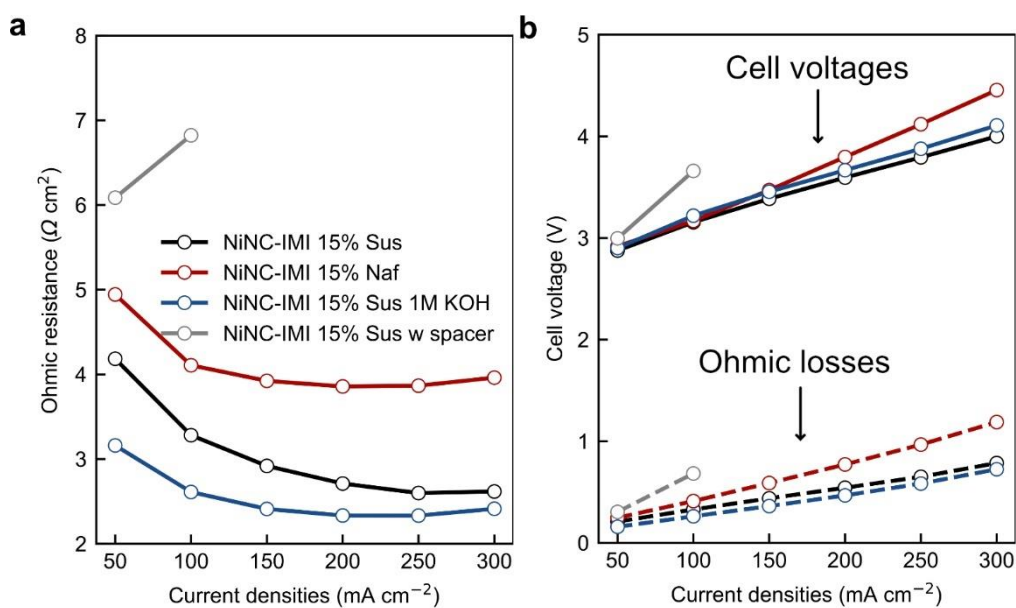 a
8
7
6
5
4
3
2
Ohmic resistance (Ω cm²)
NiNC-IMI 15% Sus
NiNC-IMI 15% Naf
NiNC-IMI 15% Sus 1M KOH
NiNC-IMI 15% Sus w spacer
50 100 150 200 250 300
Current densities (mA cm⁻²)
b
5
4
3
2
1
0
Cell voltage (V)
Cell voltages
Ohmic losses
50 100 150 200 250 300
Current densities (mA cm⁻²)